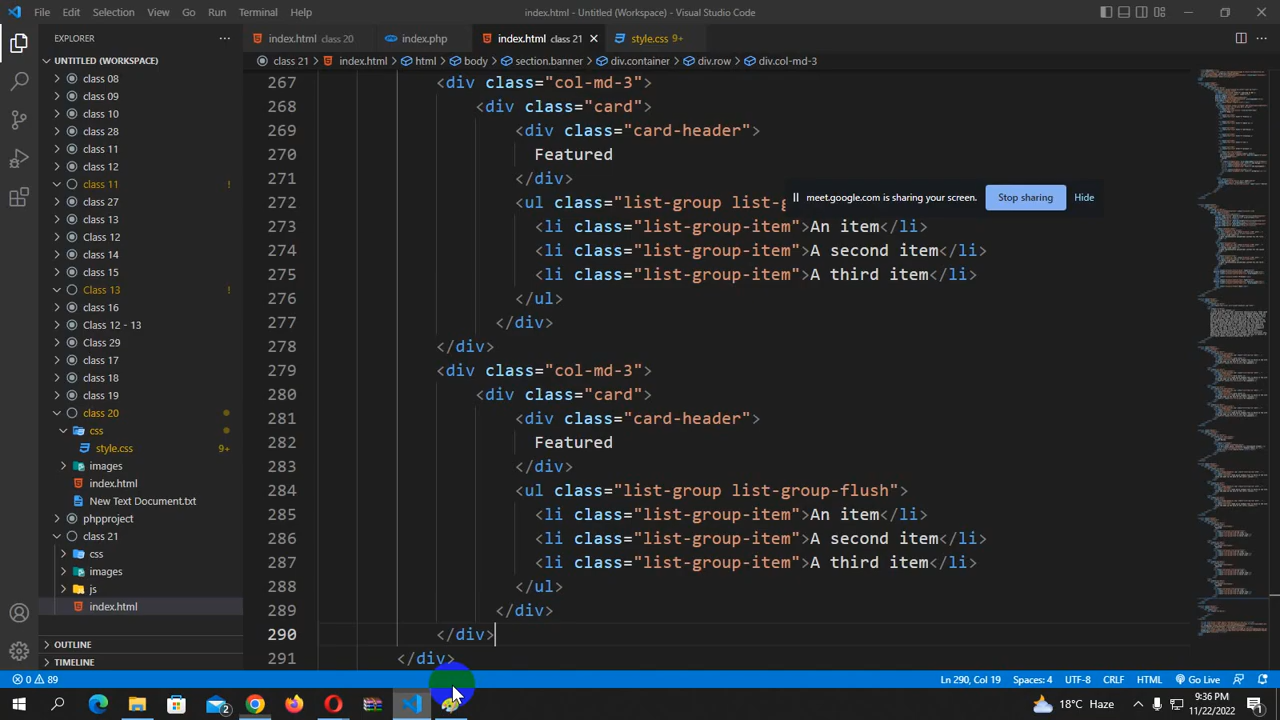 File Edit Selection View Go Run Terminal Help
index.html - Untitled (Workspace) - Visual Studio Code
EXPLORER
index.html class 20
index.php
index.html class 21
style.css 9+
class 21 > index.html > html > body > section.banner > div.container > div.row > div.col-md-3
UNTITLED (WORKSPACE)
class 08
class 09
class 10
class 28
class 11
class 12
class 11 !
class 27
class 13
Class 12
class 14
class 15
Class 13 !
class 16
Class 12 - 13
Class 29
class 17
class 18
class 19
class 20
css
style.css 9+
images
index.html
New Text Document.txt
phpproject
class 21
css
images
js
index.html
OUTLINE
TIMELINE
267 <div class="col-md-3">
268 <div class="card">
269 <div class="card-header">
270 Featured
271 </div>
272 <ul class="list-group list-g
273 <li class="list-group-item">An item</li>
274 <li class="list-group-item">A second item</li>
275 <li class="list-group-item">A third item</li>
276 </ul>
277 </div>
278 </div>
279 <div class="col-md-3">
280 <div class="card">
281 <div class="card-header">
282 Featured
283 </div>
284 <ul class="list-group list-group-flush">
285 <li class="list-group-item">An item</li>
286 <li class="list-group-item">A second item</li>
287 <li class="list-group-item">A third item</li>
288 </ul>
289 </div>
290 </div>
291 </div>
meet.google.com is sharing your screen.
Stop sharing
Hide
0 89
Ln 290, Col 19
Spaces: 4
UTF-8
CRLF
HTML
Go Live
2
18°C Haze
9:36 PM
11/22/2022
1